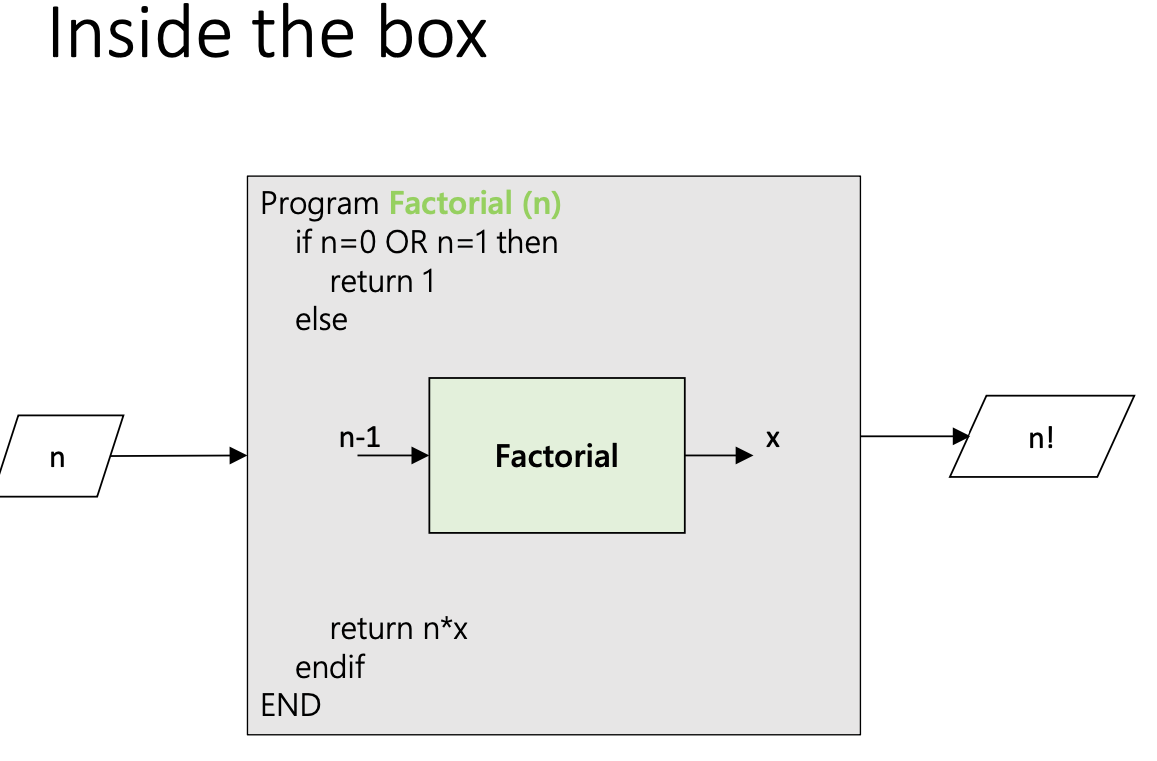 Inside the box
Program Factorial (n)
if n=0 OR n=1 then
return 1
else
n-1
Factorial
x
n
n!
return n*x
endif
END